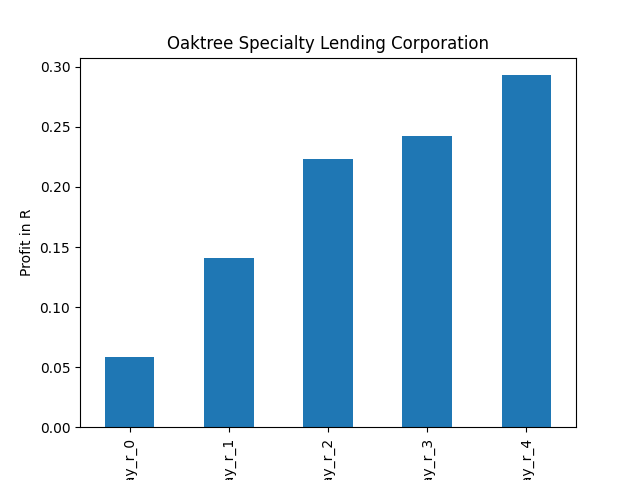 Oaktree Specialty Lending Corporation
Profit in R
0.30
0.25
0.20
0.15
0.10
0.05
0.00
ay_r_0
ay_r_1
ay_r_2
ay_r_3
ay_r_4